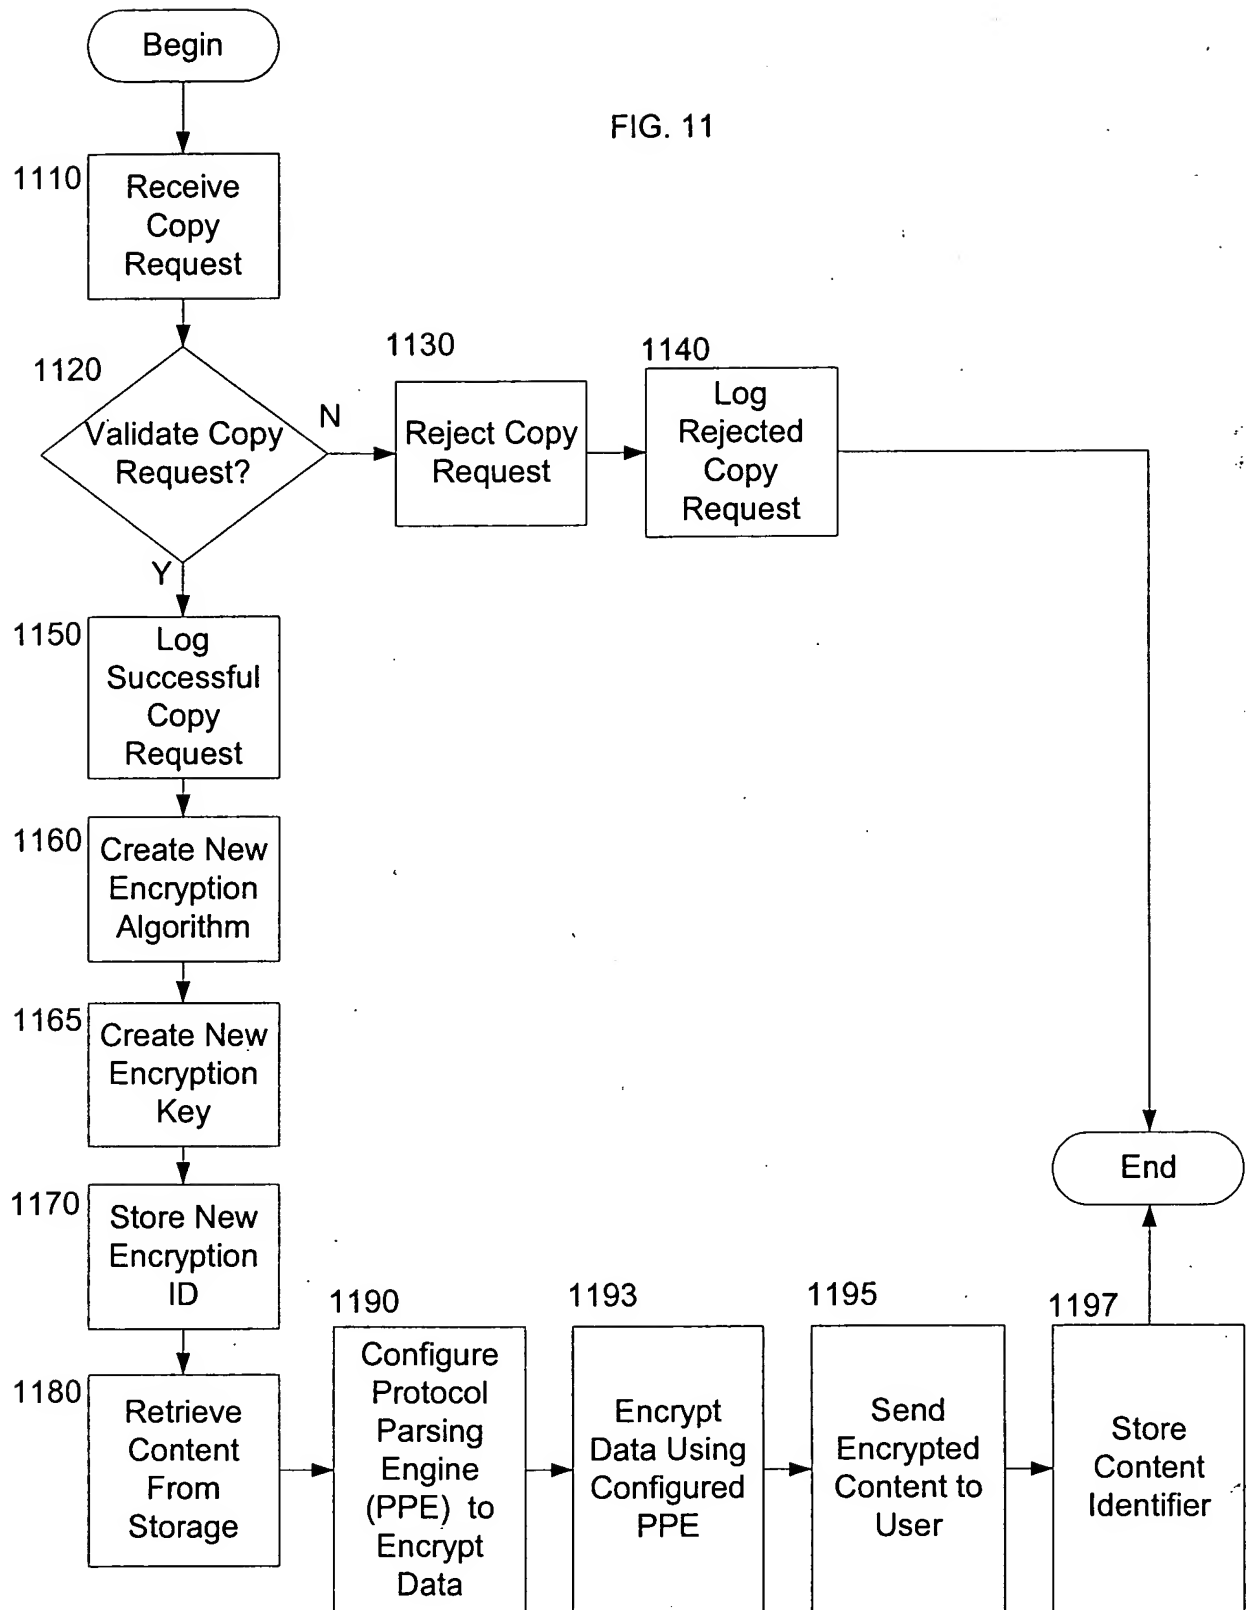 Begin
FIG. 11
1110
Receive
Copy
Request
1120
Validate Copy
Request?
N
Y
1130
Reject Copy
Request
1140
Log
Rejected
Copy
Request
1150
Log
Successful
Copy
Request
1160
Create New
Encryption
Algorithm
1165
Create New
Encryption
Key
1170
Store New
Encryption
ID
1180
Retrieve
Content
From
Storage
1190
Configure
Protocol
Parsing
Engine
(PPE) to
Encrypt
Data
1193
Encrypt
Data Using
Configured
PPE
1195
Send
Encrypted
Content to
User
1197
Store
Content
Identifier
End